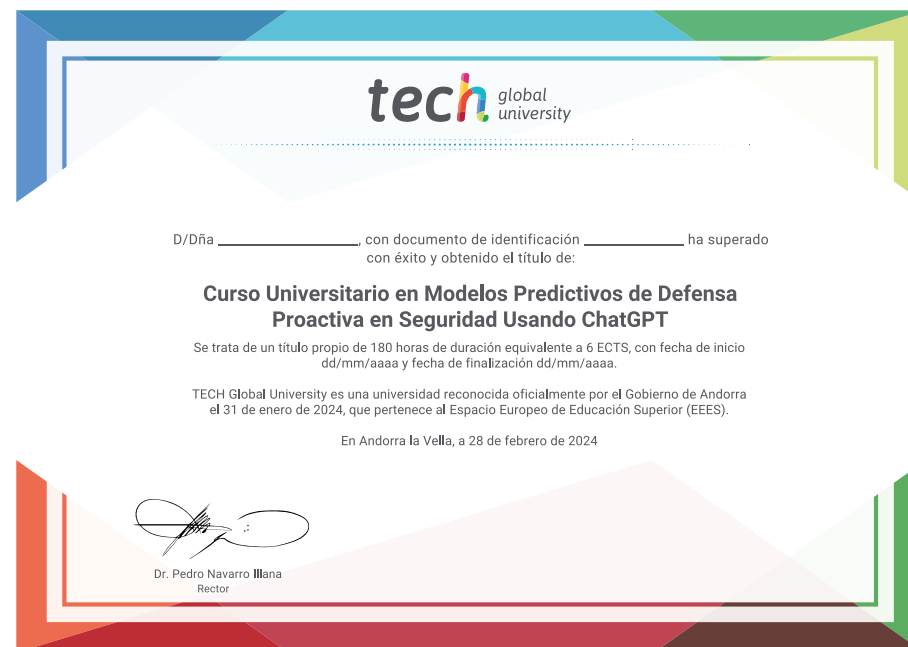 tech global university
D/Dña ____________________, con documento de identificación ______________ ha superado
con éxito y obtenido el título de:
Curso Universitario en Modelos Predictivos de Defensa
Proactiva en Seguridad Usando ChatGPT
Se trata de un título propio de 180 horas de duración equivalente a 6 ECTS, con fecha de inicio
dd/mm/aaaa y fecha de finalización dd/mm/aaaa.
TECH Global University es una universidad reconocida oficialmente por el Gobierno de Andorra
el 31 de enero de 2024, que pertenece al Espacio Europeo de Educación Superior (EEES).
En Andorra la Vella, a 28 de febrero de 2024
Dr. Pedro Navarro Illana
Rector